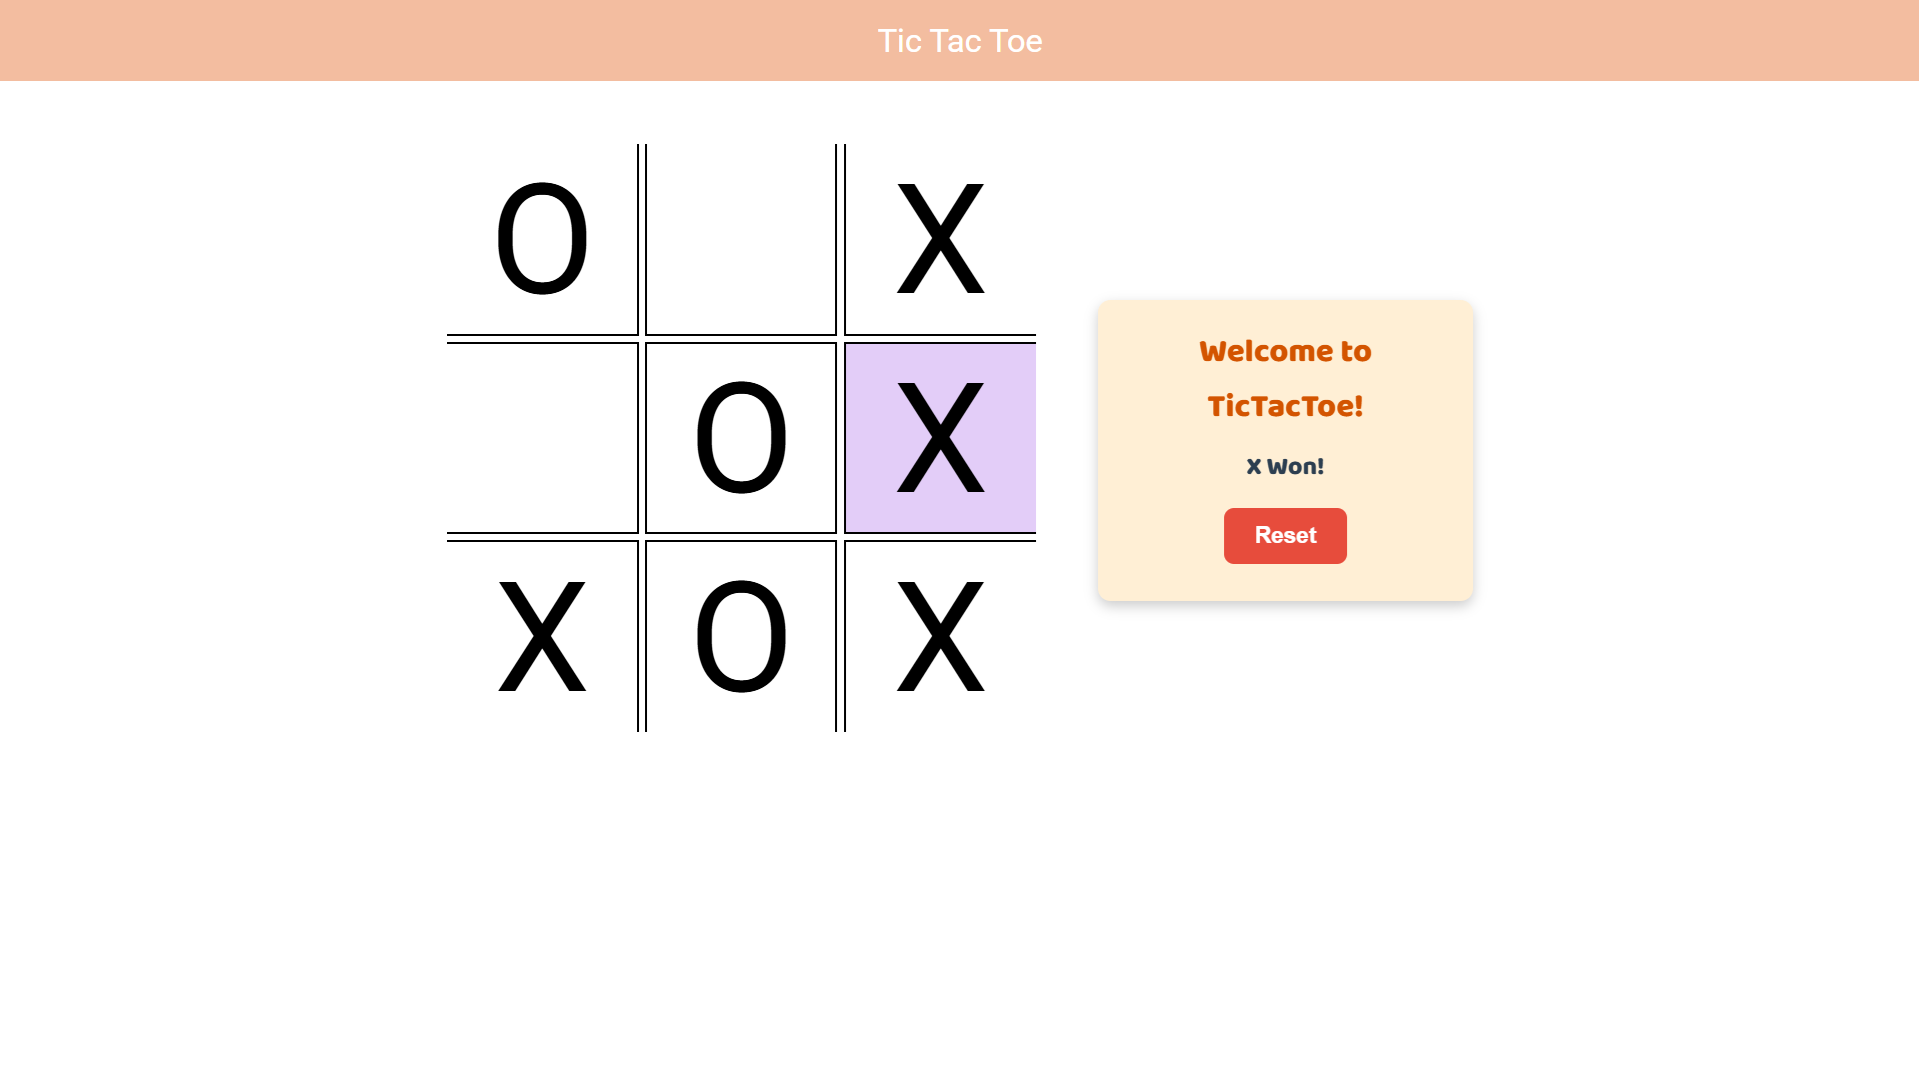 Tic Tac Toe
O X
O X
X O X
Welcome to
TicTacToe!
X Won!
Reset